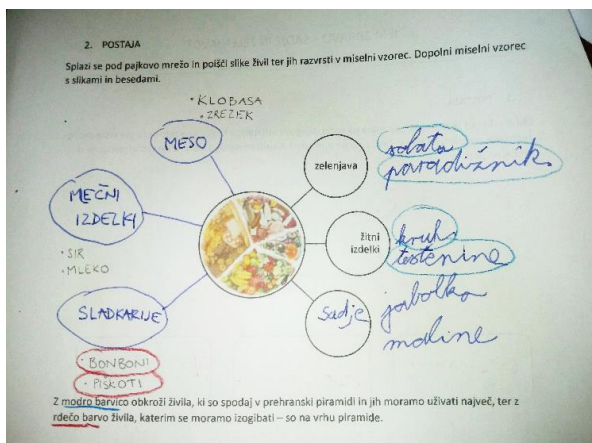 2. POSTAJA
Splazi se pod pajkovo mrežo in poišči slike živil ter jih razvrsti v miselni vzorec. Dopolni miselni vzorec
s slikami in besedami.
• KLOBASA
• ZREZEK
MESO
zelenjava
solata
paradižnik
MEČNI
IZDELKI
• SIR
• MLEKO
žitni
izdelki
kruh
testenine
SLADKARIJE
• BONBONI
• PIŠKOTI
Sadje
jabolka
maline
Z modro barvico obkroži živila, ki so spodaj v prehranski piramidi in jih moramo uživati največ, ter z
rdečo barvo živila, katerim se moramo izogibati – so na vrhu piramide.